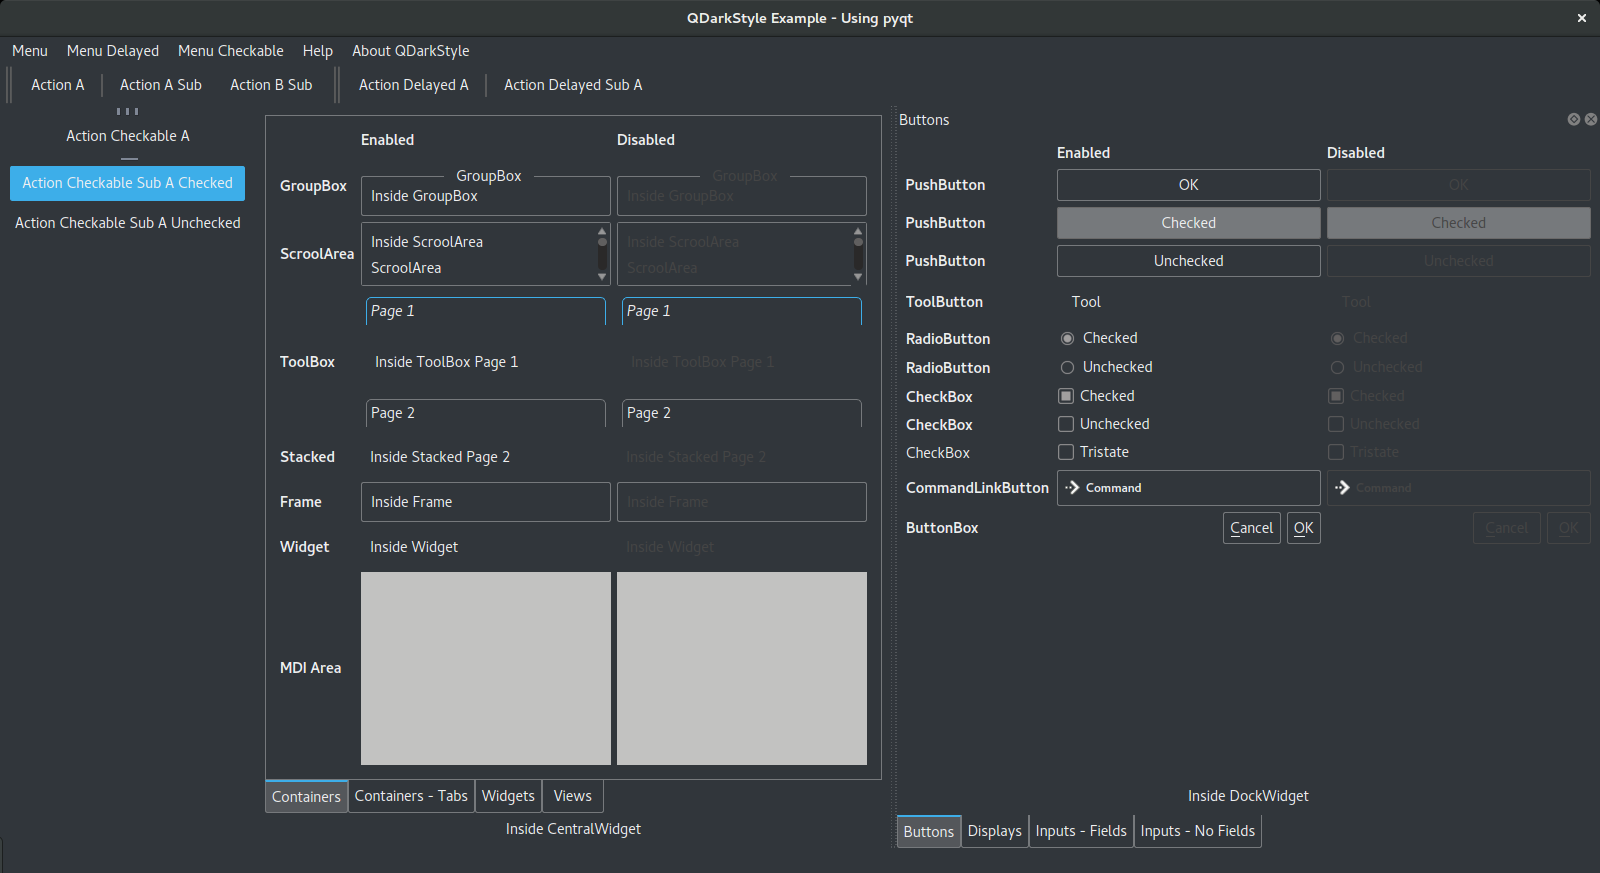 QDarkStyle Example - Using pyqt
Menu Menu Delayed Menu Checkable Help About QDarkStyle
Action A Action A Sub Action B Sub Action Delayed A Action Delayed Sub A
Action Checkable A
Action Checkable Sub A Checked
Action Checkable Sub A Unchecked
Enabled Disabled
GroupBox GroupBox
GroupBox Inside GroupBox Inside GroupBox
Inside ScroolArea Inside ScroolArea
ScroolArea ScroolArea ScroolArea
Page 1 Page 1
ToolBox Inside ToolBox Page 1 Inside ToolBox Page 1
Page 2 Page 2
Stacked Inside Stacked Page 2 Inside Stacked Page 2
Frame Inside Frame Inside Frame
Widget Inside Widget Inside Widget
MDI Area
Containers Containers - Tabs Widgets Views
Inside CentralWidget
Buttons
Enabled Disabled
PushButton OK OK
PushButton Checked Checked
PushButton Unchecked Unchecked
ToolButton Tool Tool
RadioButton Checked Checked
RadioButton Unchecked Unchecked
CheckBox Checked Checked
CheckBox Unchecked Unchecked
CheckBox Tristate Tristate
CommandLinkButton Command Command
ButtonBox Cancel OK Cancel OK
Inside DockWidget
Buttons Displays Inputs - Fields Inputs - No Fields